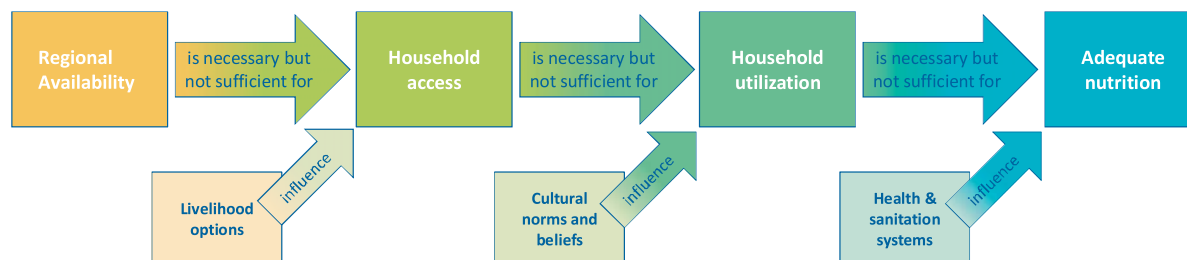 Regional
Availability
is necessary but
not sufficient for
Household
access
is necessary but
not sufficient for
Household
utilization
is necessary but
not sufficient for
Adequate
nutrition
Livelihood
options
influence
Cultural
norms and
beliefs
influence
Health &
sanitation
systems
influence